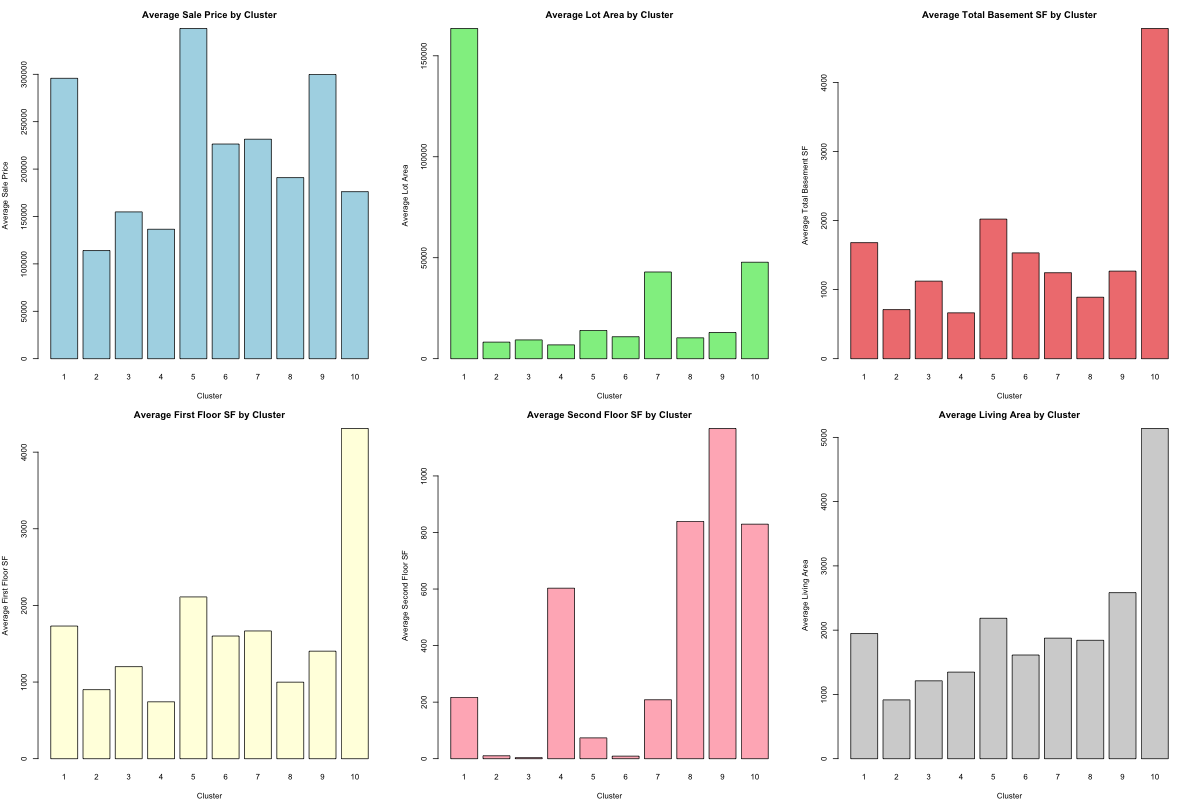 Average Sale Price by Cluster
Average Sale Price
300000
250000
200000
150000
100000
50000
0
1 2 3 4 5 6 7 8 9 10
Cluster
Average Lot Area by Cluster
Average Lot Area
150000
100000
50000
0
1 2 3 4 5 6 7 8 9 10
Cluster
Average Total Basement SF by Cluster
Average Total Basement SF
4000
3000
2000
1000
0
1 2 3 4 5 6 7 8 9 10
Cluster
Average First Floor SF by Cluster
Average First Floor SF
4000
3000
2000
1000
0
1 2 3 4 5 6 7 8 9 10
Cluster
Average Second Floor SF by Cluster
Average Second Floor SF
1000
800
600
400
200
0
1 2 3 4 5 6 7 8 9 10
Cluster
Average Living Area by Cluster
Average Living Area
5000
4000
3000
2000
1000
0
1 2 3 4 5 6 7 8 9 10
Cluster